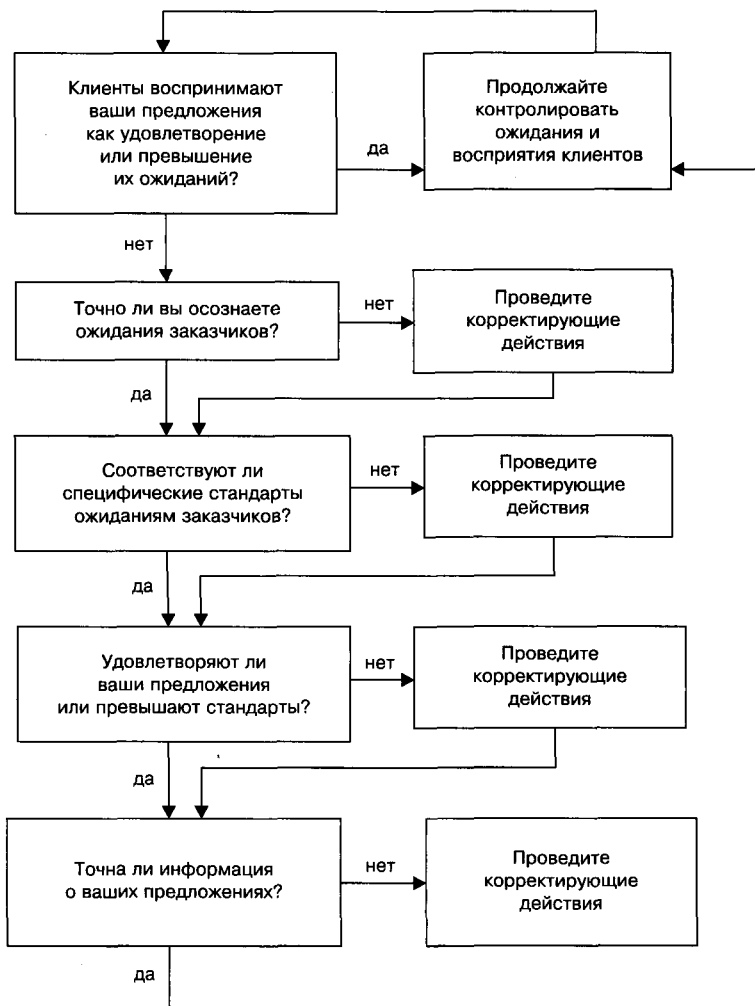 Клиенты воспринимают
ваши предложения
как удовлетворение
или превышение
их ожиданий?
да
Продолжайте
контролировать
ожидания и
восприятия клиентов
нет
Точно ли вы осознаете
ожидания заказчиков?
нет
Проведите
корректирующие
действия
да
Соответствуют ли
специфические стандарты
ожиданиям заказчиков?
нет
Проведите
корректирующие
действия
да
Удовлетворяют ли
ваши предложения
или превышают стандарты?
нет
Проведите
корректирующие
действия
да
Точна ли информация
о ваших предложениях?
нет
Проведите
корректирующие
действия
да